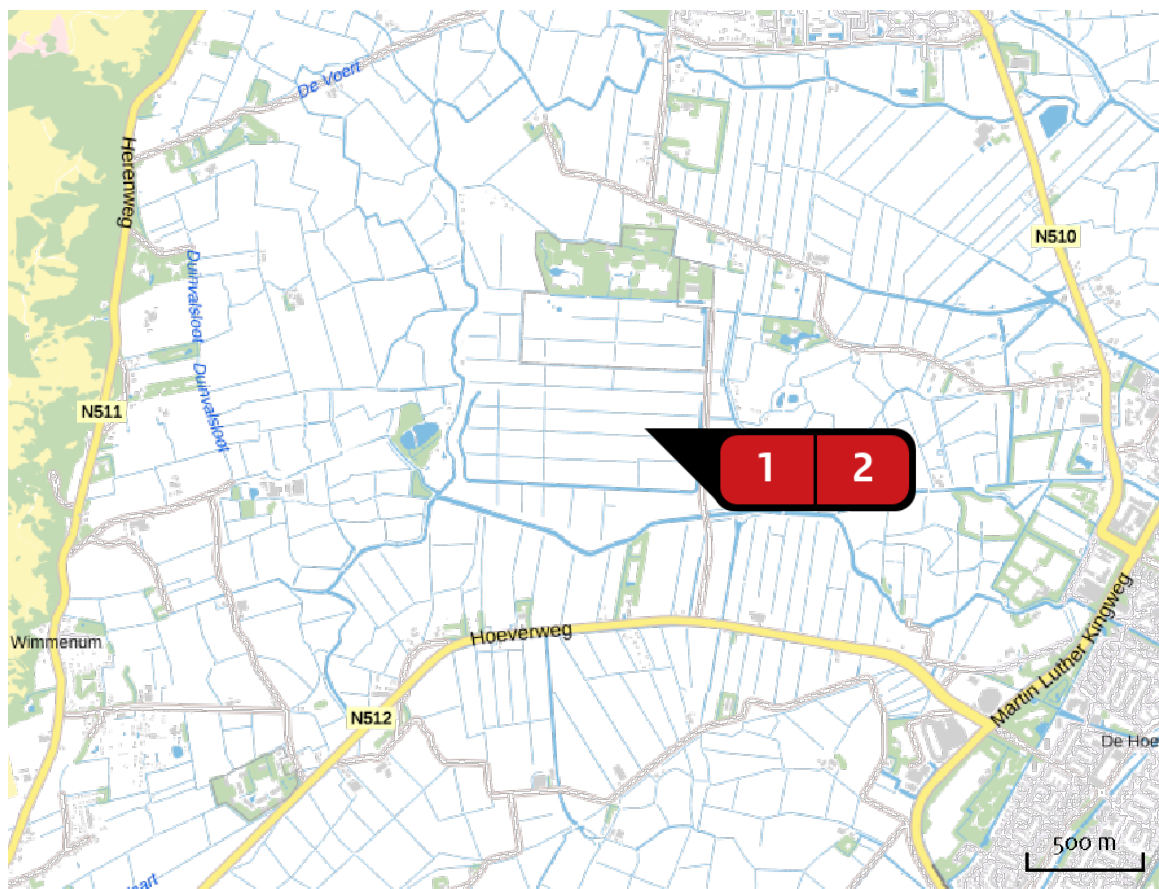 De Voert
Herenweg
N510
Duinvalsloot
Duinvalsloot
N511
1 2
Hoeverweg
Martin Luther Kingweg
Wimmenum
N512
De Hoe
500 m